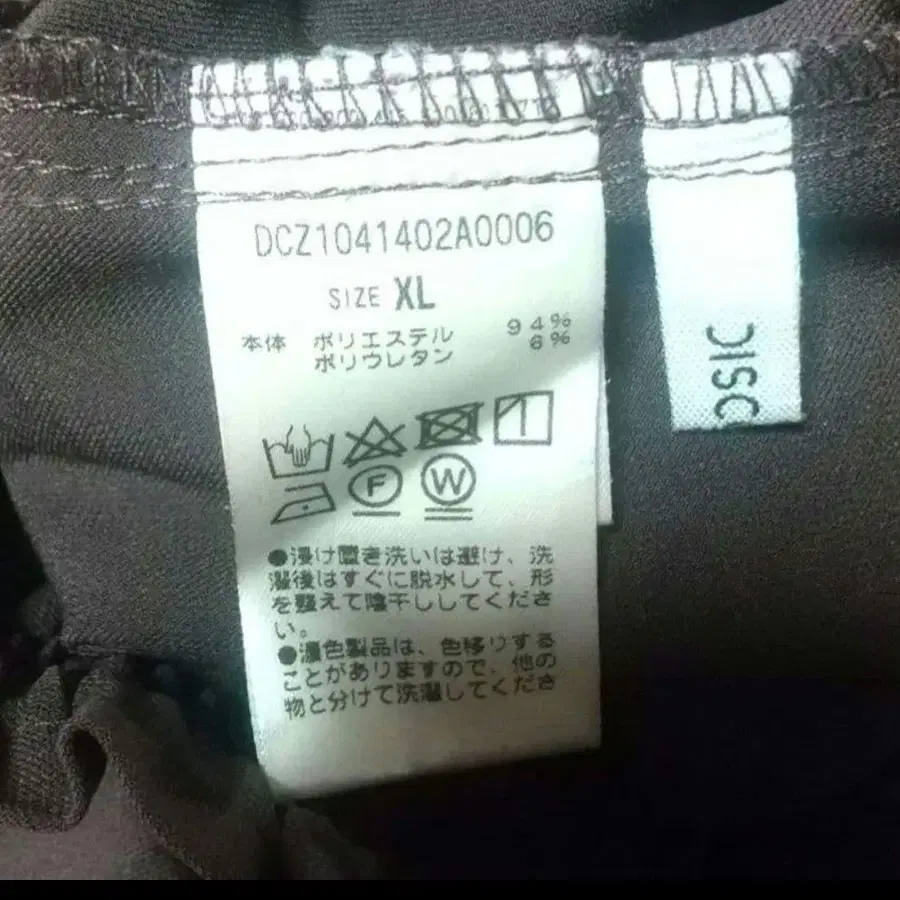 DCZ1041402A0006
SIZE XL
本体 ポリエステル 94%
ポリウレタン 6%
F W
●浸け置き洗いは避け、洗
濯後はすぐに脱水して、形
を整えて陰干ししてくださ
い。
●濃色製品は、色移りする
ことがありますので、他の
物と分けて洗濯してくださ
OSIC